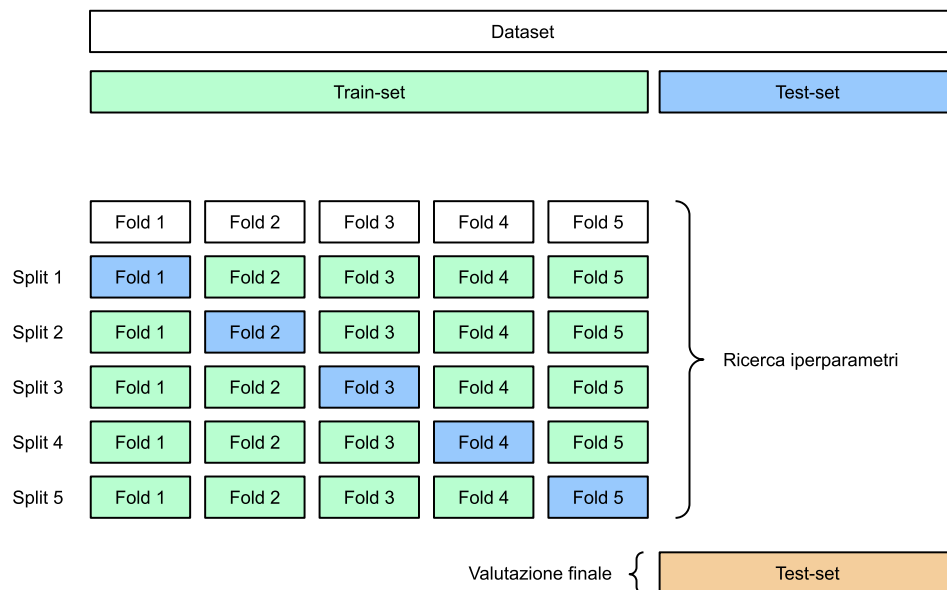 Dataset
Train-set Test-set
Fold 1 Fold 2 Fold 3 Fold 4 Fold 5
Split 1 Fold 1 Fold 2 Fold 3 Fold 4 Fold 5
Split 2 Fold 1 Fold 2 Fold 3 Fold 4 Fold 5
Ricerca iperparametri
Split 3 Fold 1 Fold 2 Fold 3 Fold 4 Fold 5
Split 4 Fold 1 Fold 2 Fold 3 Fold 4 Fold 5
Split 5 Fold 1 Fold 2 Fold 3 Fold 4 Fold 5
Valutazione finale Test-set